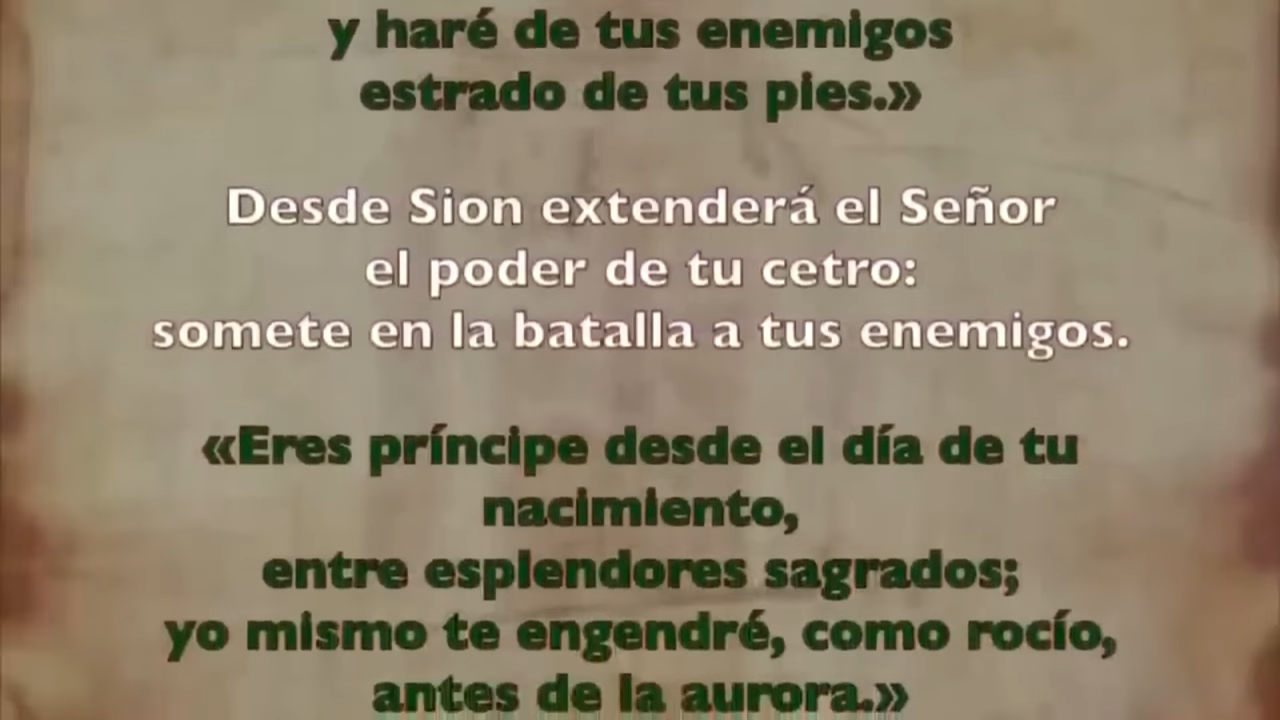 y haré de tus enemigos
estrado de tus pies.»
Desde Sion extenderá el Señor
el poder de tu cetro:
somete en la batalla a tus enemigos.
«Eres príncipe desde el día de tu
nacimiento,
entre esplendores sagrados;
yo mismo te engendré, como rocío,
antes de la aurora.»